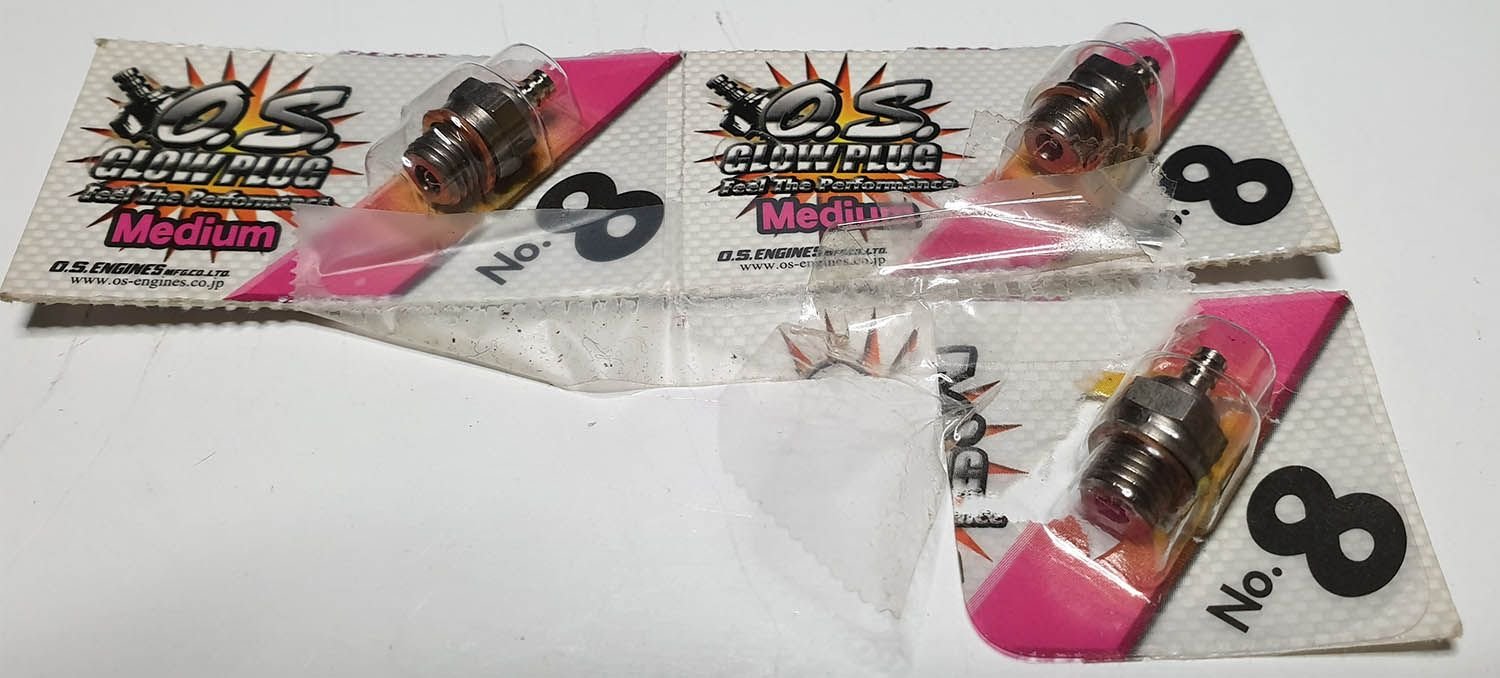 O.S.
GLOW PLUG
Feel The Performance
Medium
O.S. ENGINES MFG.CO.,LTD.
www.os-engines.co.jp
No. 8
O.S.
GLOW PLUG
Feel The Performance
Medium
O.S. ENGINES MFG.CO.,LTD.
www.os-engines.co.jp
8
No. 8